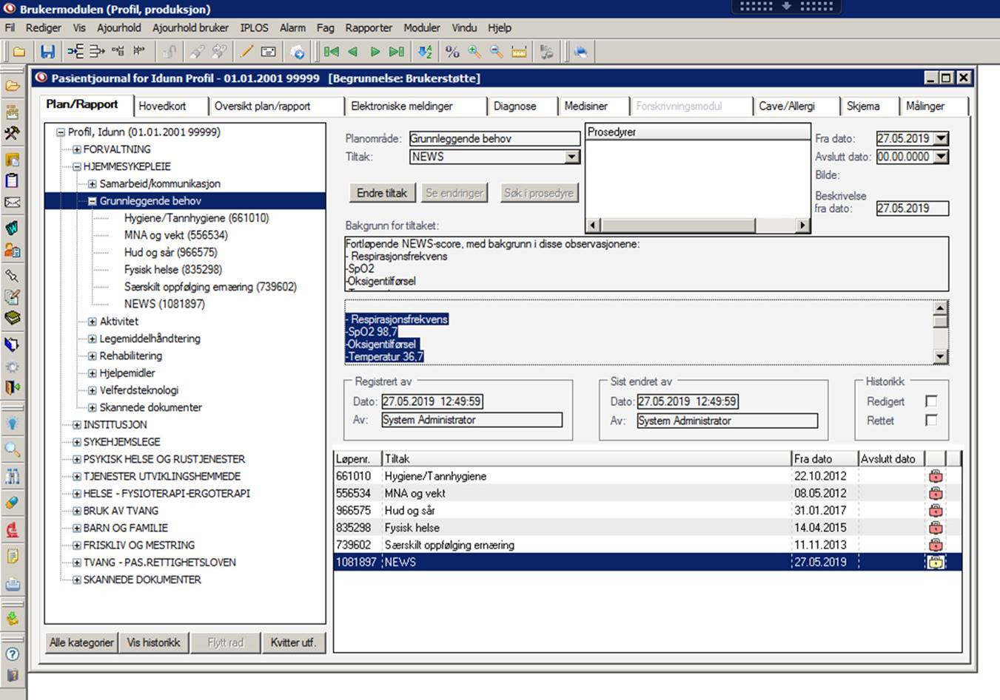 Brukermodulen (Profil, produksjon)
Fil Rediger Vis Ajourhold Ajourhold bruker IPLOS Alarm Fag Rapporter Moduler Vindu Hjelp
Pasientjournal for Idunn Profil - 01.01.2001 99999 [Begrunnelse: Brukerstøtte]
Plan/Rapport Hovedkort Oversikt plan/rapport Elektroniske meldinger Diagnose Medisiner Forskrivningsmodul Cave/Allergi Skjema Målinger
Profil, Idunn (01.01.2001 99999)
FORVALTNING
HJEMMESYKEPLEIE
Samarbeid/kommunikasjon
Grunnleggende behov
Hygiene/Tannhygiene (661010)
MNA og vekt (556534)
Hud og sår (966575)
Fysisk helse (835298)
Særskilt oppfølging ernæring (739602)
NEWS (1081897)
Aktivitet
Legemiddelhåndtering
Rehabilitering
Hjelpemidler
Velferdsteknologi
Skannede dokumenter
INSTITUSJON
SYKEHJEMSLEGE
PSYKISK HELSE OG RUSTJENESTER
TJENESTER UTVIKLINGSHEMMEDE
HELSE - FYSIOTERAPI-ERGOTERAPI
BRUK AV TVANG
BARN OG FAMILIE
FRISKLIV OG MESTRING
TVANG - PAS.RETTIGHETSLOVEN
SKANNEDE DOKUMENTER
Alle kategorier Vis historikk Flytt rad Kvitter utf.
Planområde: Grunnleggende behov
Tiltak: NEWS
Endre tiltak Se endringer Søk i prosedyre
Prosedyrer
Fra dato: 27.05.2019
Avslutt dato: 00.00.0000
Bilde:
Beskrivelse
fra dato: 27.05.2019
Bakgrunn for tiltaket:
Fortløpende NEWS-score, med bakgrunn i disse observasjonene:
- Respirasjonsfrekvens
-SpO2
-Oksigentilførsel
- Respirasjonsfrekvens
-SpO2 98,7
-Oksigentilførsel
-Temperatur 36,7
Registrert av
Dato: 27.05.2019 12:49:59
Av: System Administrator
Sist endret av
Dato: 27.05.2019 12:49:59
Av: System Administrator
Historikk
Redigert
Rettet
Løpenr. Tiltak Fra dato Avslutt dato
661010 Hygiene/Tannhygiene 22.10.2012
556534 MNA og vekt 08.05.2012
966575 Hud og sår 31.01.2017
835298 Fysisk helse 14.04.2015
739602 Særskilt oppfølging ernæring 11.11.2013
1081897 NEWS 27.05.2019